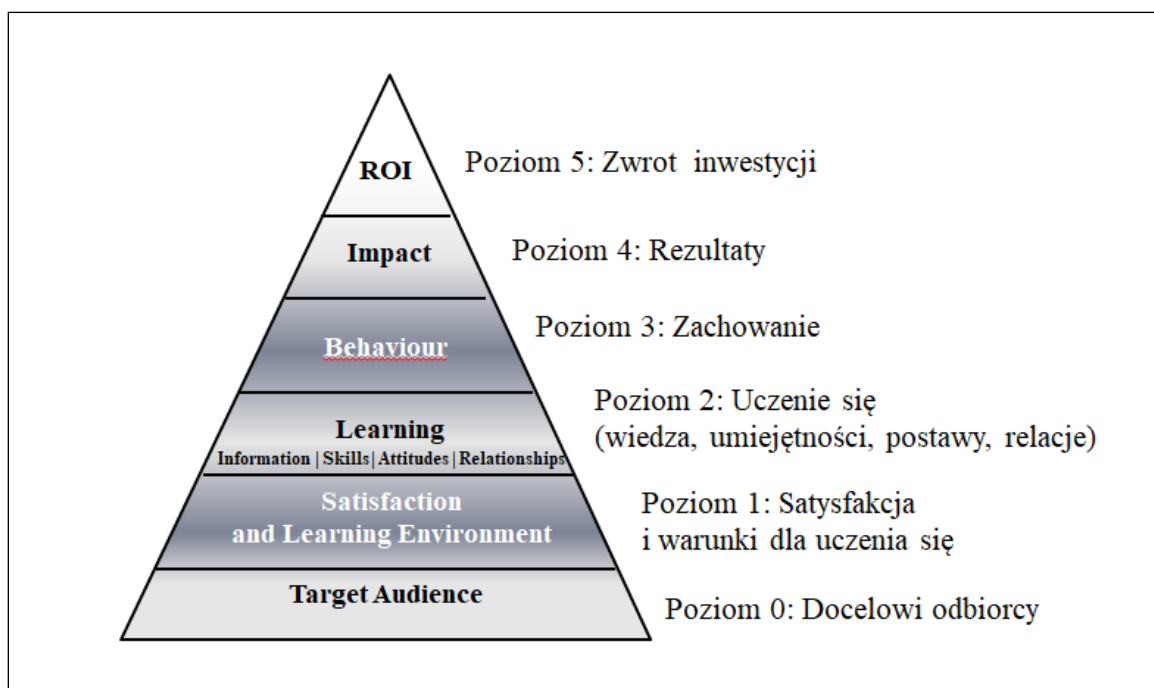 ROI
Poziom 5: Zwrot inwestycji
Impact
Poziom 4: Rezultaty
Behaviour
Poziom 3: Zachowanie
Learning
Information | Skills| Attitudes | Relationships
Poziom 2: Uczenie się
(wiedza, umiejętności, postawy, relacje)
Satisfaction
and Learning Environment
Poziom 1: Satysfakcja
i warunki dla uczenia się
Target Audience
Poziom 0: Docelowi odbiorcy